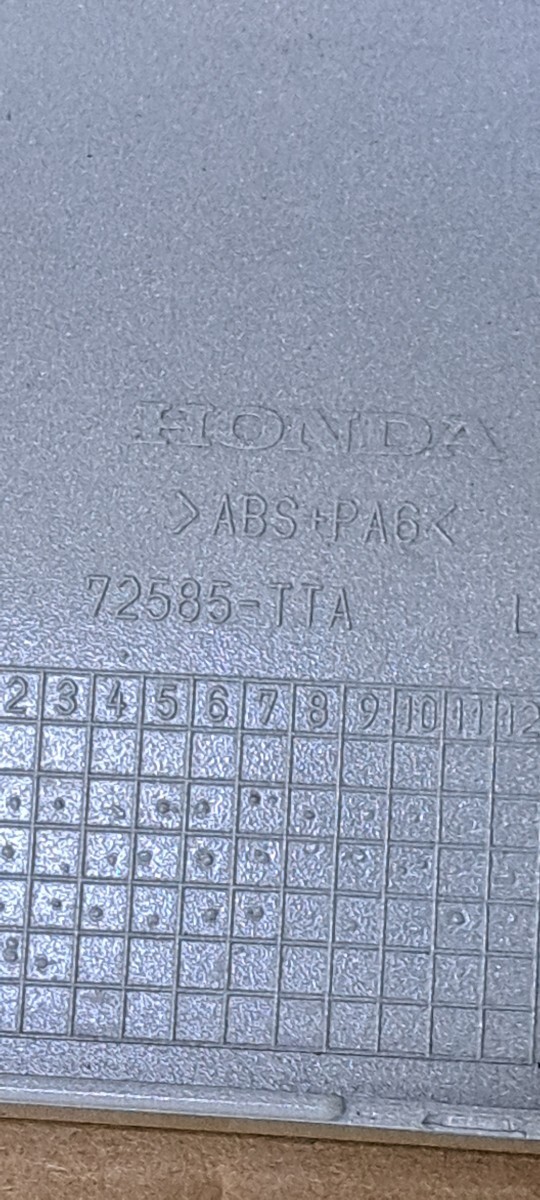 HONDA
>ABS+PA6<
72585-TTA L
2 3 4 5 6 7 8 9 10 11 12